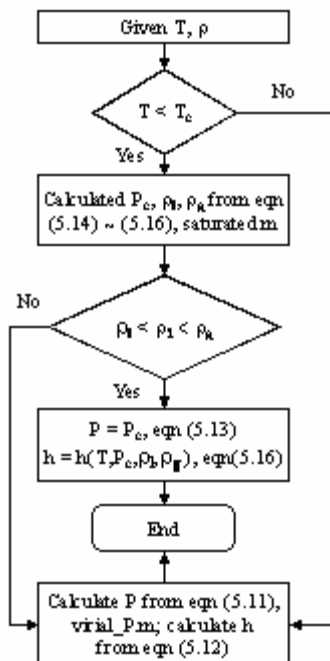 Given T, ρ
T < Tc
No
Yes
Calculated Pc, ρl, ρg from eqn
(5.14) ~ (5.16), saturated.m
No
ρl < ρ1 < ρg
Yes
P = Pc, eqn (5.13)
h = h(T,Pc,ρl,ρg), eqn(5.16)
End
Calculate P from eqn (5.11),
virial_P.m; calculate h
from eqn (5.12)